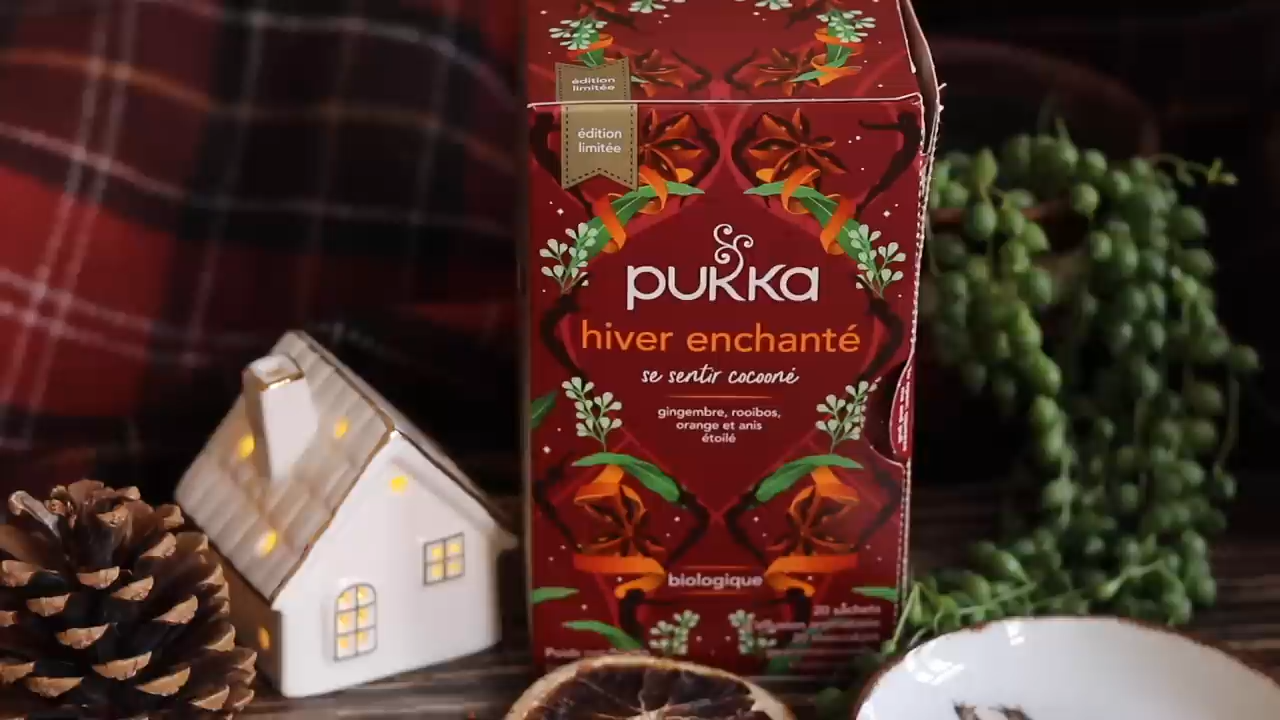 édition
limitée
édition
limitée
pukka
hiver enchanté
se sentir cocooné
gingembre, rooibos,
orange et anis
étoilé
biologique
20 sachets
Poids